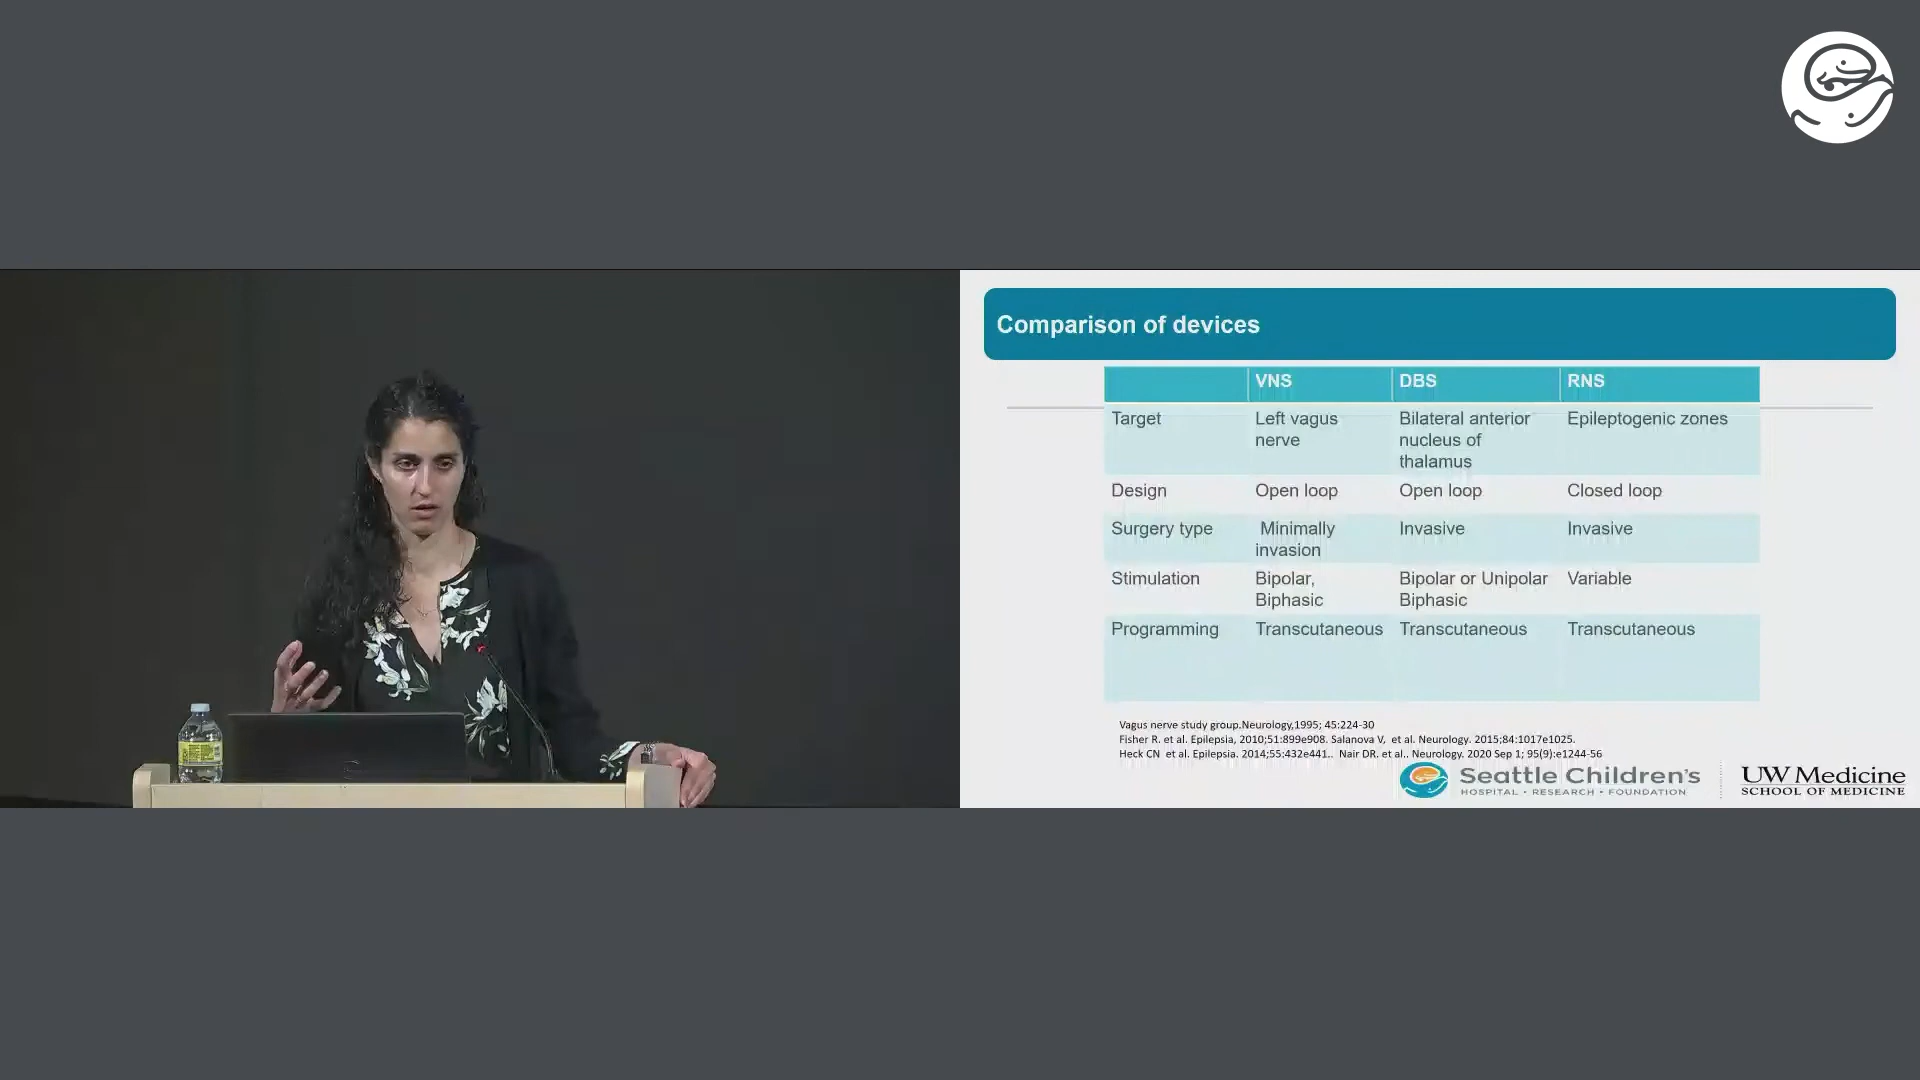 Comparison of devices
VNS DBS RNS
Target Left vagus nerve Bilateral anterior nucleus of thalamus Epileptogenic zones
Design Open loop Open loop Closed loop
Surgery type Minimally invasion Invasive Invasive
Stimulation Bipolar, Biphasic Bipolar or Unipolar Biphasic Variable
Programming Transcutaneous Transcutaneous Transcutaneous
Vagus nerve study group.Neurology,1995; 45:224-30
Fisher R. et al. Epilepsia, 2010;51:899e908. Salanova V, et al. Neurology. 2015;84:1017e1025.
Heck CN et al. Epilepsia. 2014;55:432e441.. Nair DR. et al.. Neurology. 2020 Sep 1; 95(9):e1244-56
Seattle Children's
HOSPITAL • RESEARCH • FOUNDATION
UW Medicine
SCHOOL OF MEDICINE